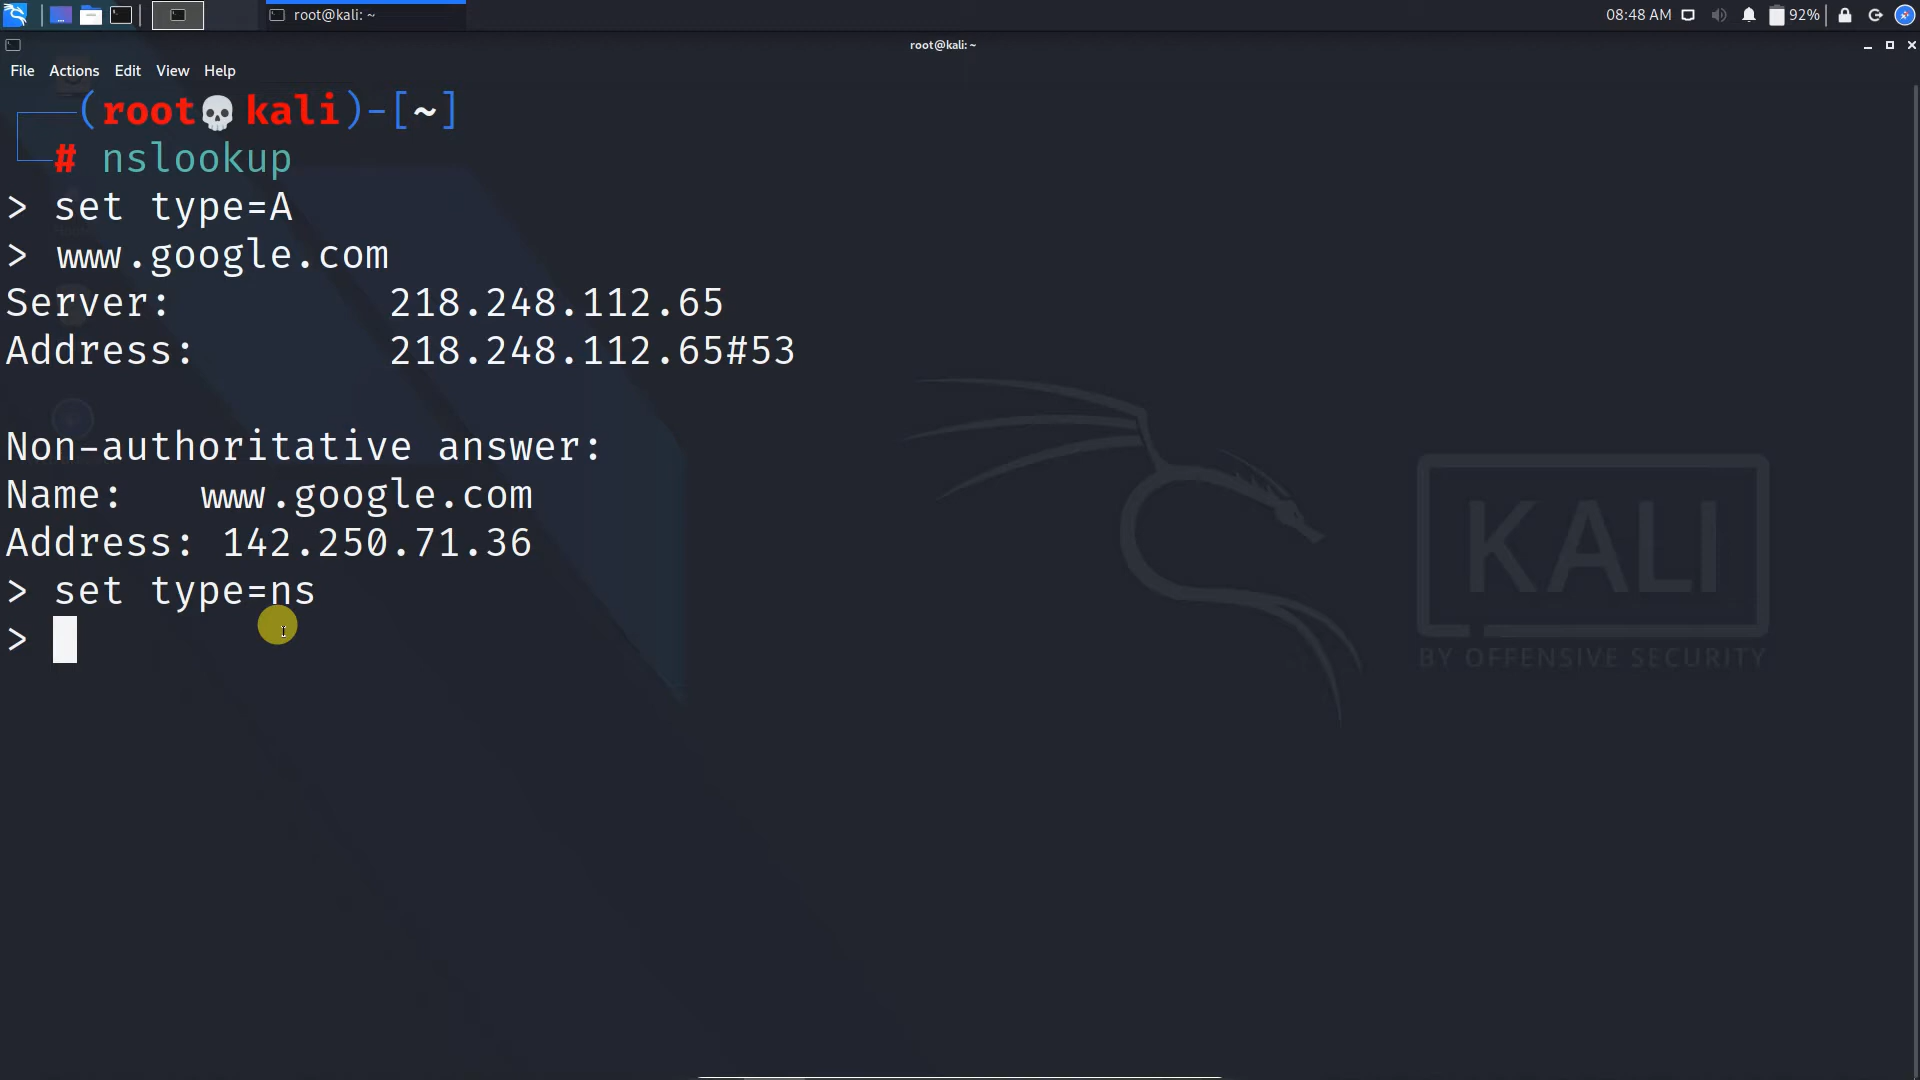 root@kali: ~
08:48 AM
92%
root@kali: ~
File Actions Edit View Help
(root💀kali)-[~]
# nslookup
> set type=A
> www.google.com
Server: 218.248.112.65
Address: 218.248.112.65#53
Non-authoritative answer:
Name: www.google.com
Address: 142.250.71.36
> set type=ns
>
KALI
BY OFFENSIVE SECURITY